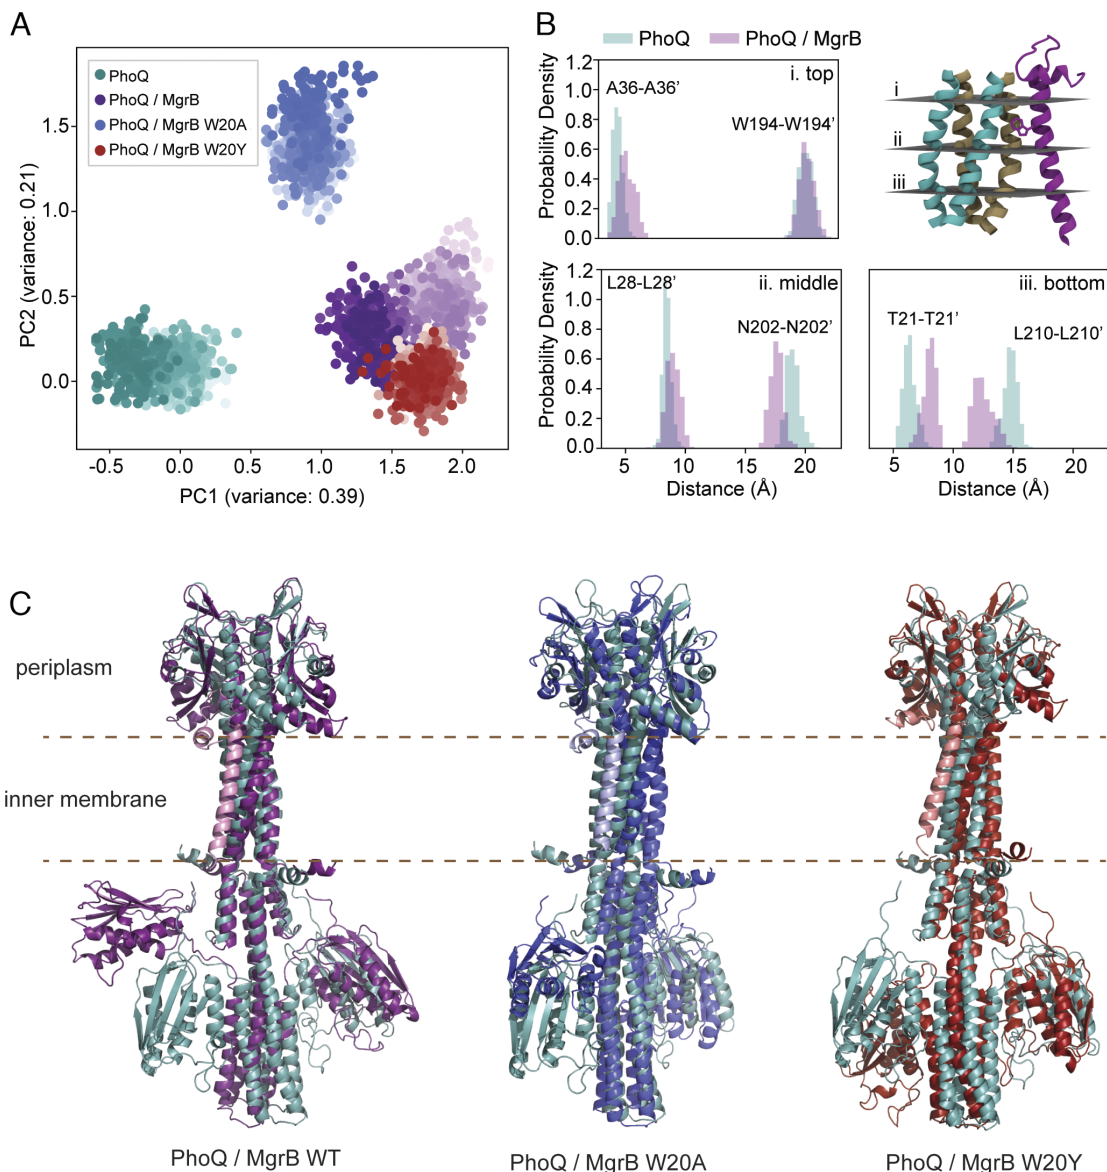 A
PhoQ
PhoQ / MgrB
PhoQ / MgrB W20A
PhoQ / MgrB W20Y
1.5
1.0
0.5
0.0
PC2 (variance: 0.21)
-0.5 0.0 0.5 1.0 1.5 2.0
PC1 (variance: 0.39)
B
PhoQ PhoQ / MgrB
1.2
1.0
0.8
0.6
0.4
0.2
0.0
Probability Density
i. top
A36-A36’
W194-W194’
i
ii
iii
1.2
1.0
0.8
0.6
0.4
0.2
0.0
Probability Density
L28-L28’ ii. middle
N202-N202’
5 10 15 20
Distance (Å)
iii. bottom
T21-T21’
L210-L210’
5 10 15 20
Distance (Å)
C
periplasm
inner membrane
PhoQ / MgrB WT
PhoQ / MgrB W20A
PhoQ / MgrB W20Y